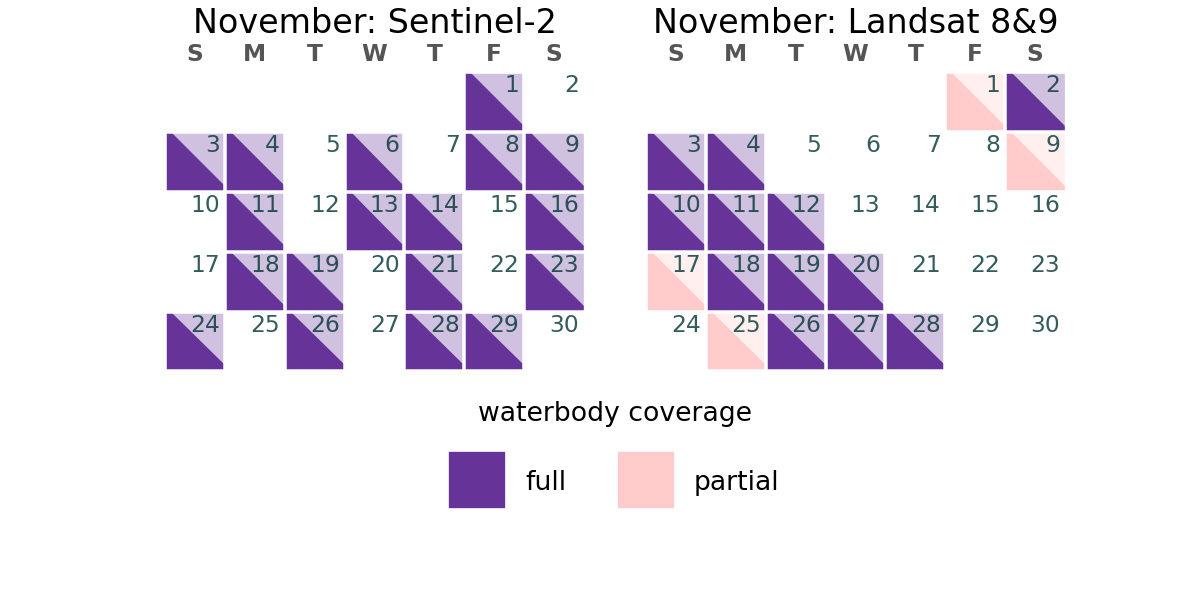 November: Sentinel-2
S M T W T F S
1 2
3 4 5 6 7 8 9
10 11 12 13 14 15 16
17 18 19 20 21 22 23
24 25 26 27 28 29 30
November: Landsat 8&9
S M T W T F S
1 2
3 4 5 6 7 8 9
10 11 12 13 14 15 16
17 18 19 20 21 22 23
24 25 26 27 28 29 30
waterbody coverage
full partial